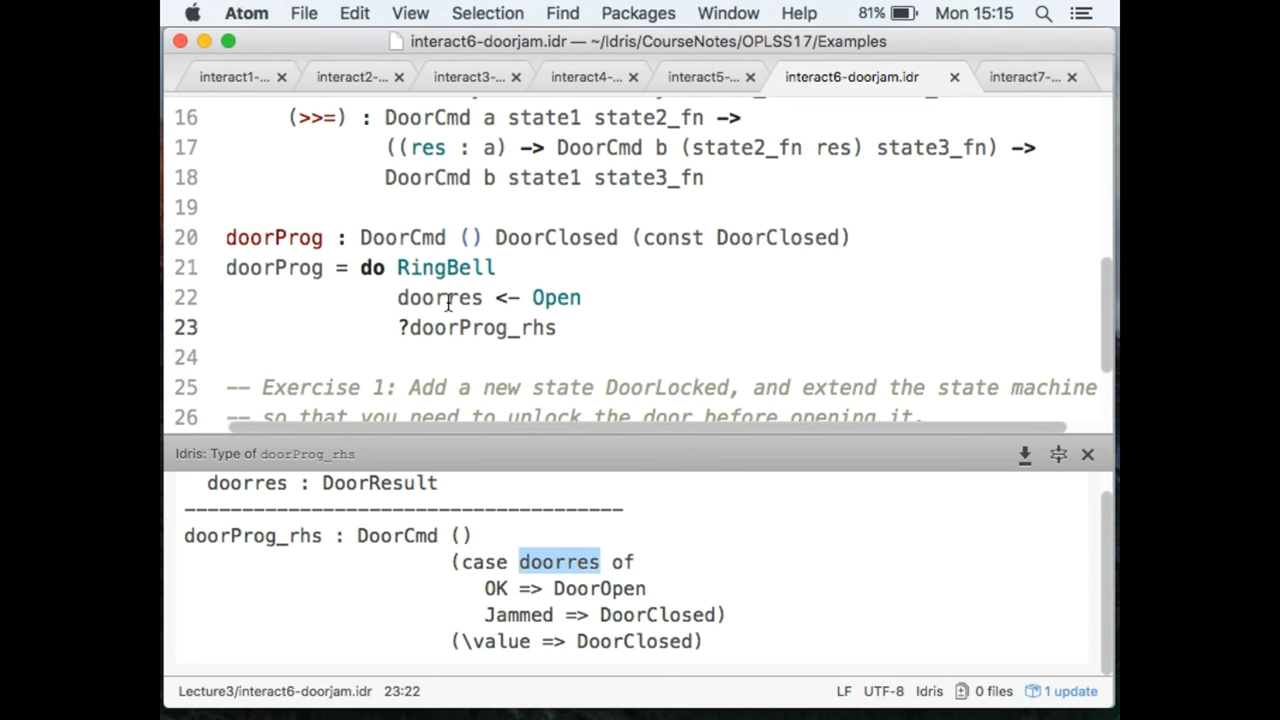 Atom File Edit View Selection Find Packages Window Help 81% Mon 15:15
interact6-doorjam.idr — ~/Idris/CourseNotes/OPLSS17/Examples
interact1-... interact2-... interact3-... interact4-... interact5-... interact6-doorjam.idr interact7-...
16 (>>=) : DoorCmd a state1 state2_fn ->
17 ((res : a) -> DoorCmd b (state2_fn res) state3_fn) ->
18 DoorCmd b state1 state3_fn
19
20 doorProg : DoorCmd () DoorClosed (const DoorClosed)
21 doorProg = do RingBell
22 doorres <- Open
23 ?doorProg_rhs
24
25 -- Exercise 1: Add a new state DoorLocked, and extend the state machine
26 -- so that you need to unlock the door before opening it.
Idris: Type of doorProg_rhs
doorres : DoorResult
--------------------------------------
doorProg_rhs : DoorCmd ()
(case doorres of
OK => DoorOpen
Jammed => DoorClosed)
(\value => DoorClosed)
Lecture3/interact6-doorjam.idr 23:22 LF UTF-8 Idris 0 files 1 update